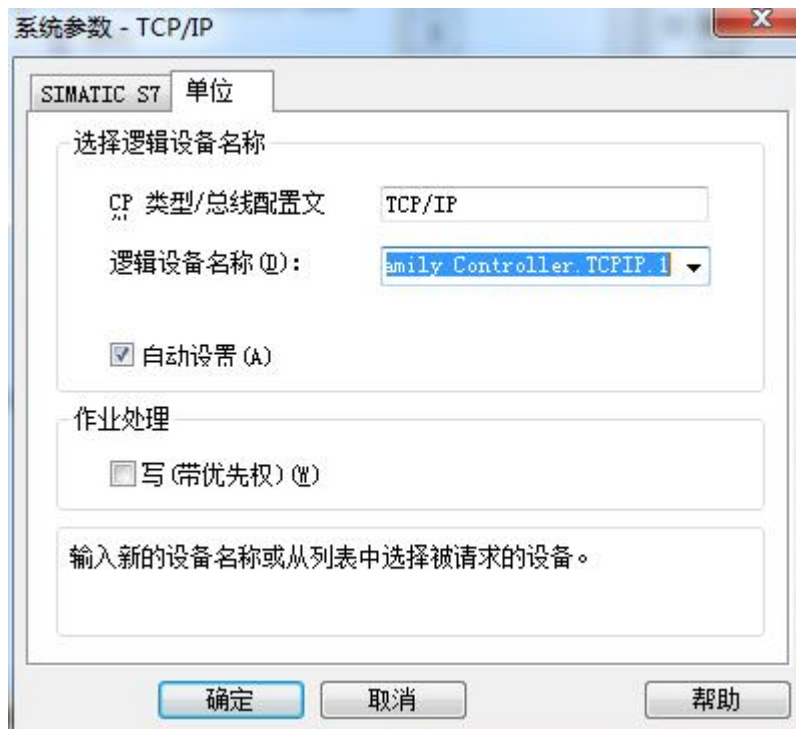 系统参数 - TCP/IP
SIMATIC S7
单位
选择逻辑设备名称
CP 类型/总线配置文
TCP/IP
逻辑设备名称(D):
amily Controller.TCPIP.1
自动设置(A)
作业处理
写(带优先权)(W)
输入新的设备名称或从列表中选择被请求的设备。
确定
取消
帮助